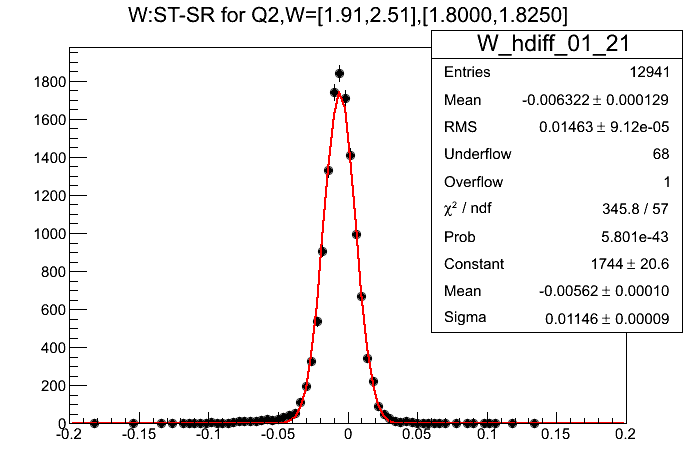 W:ST-SR for Q2,W=[1.91,2.51],[1.8000,1.8250]
W_hdiff_01_21
Entries 12941
Mean -0.006322 ± 0.000129
RMS 0.01463 ± 9.12e-05
Underflow 68
Overflow 1
χ² / ndf 345.8 / 57
Prob 5.801e-43
Constant 1744 ± 20.6
Mean -0.00562 ± 0.00010
Sigma 0.01146 ± 0.00009
1800
1600
1400
1200
1000
800
600
400
200
0
-0.2 -0.15 -0.1 -0.05 0 0.05 0.1 0.15 0.2